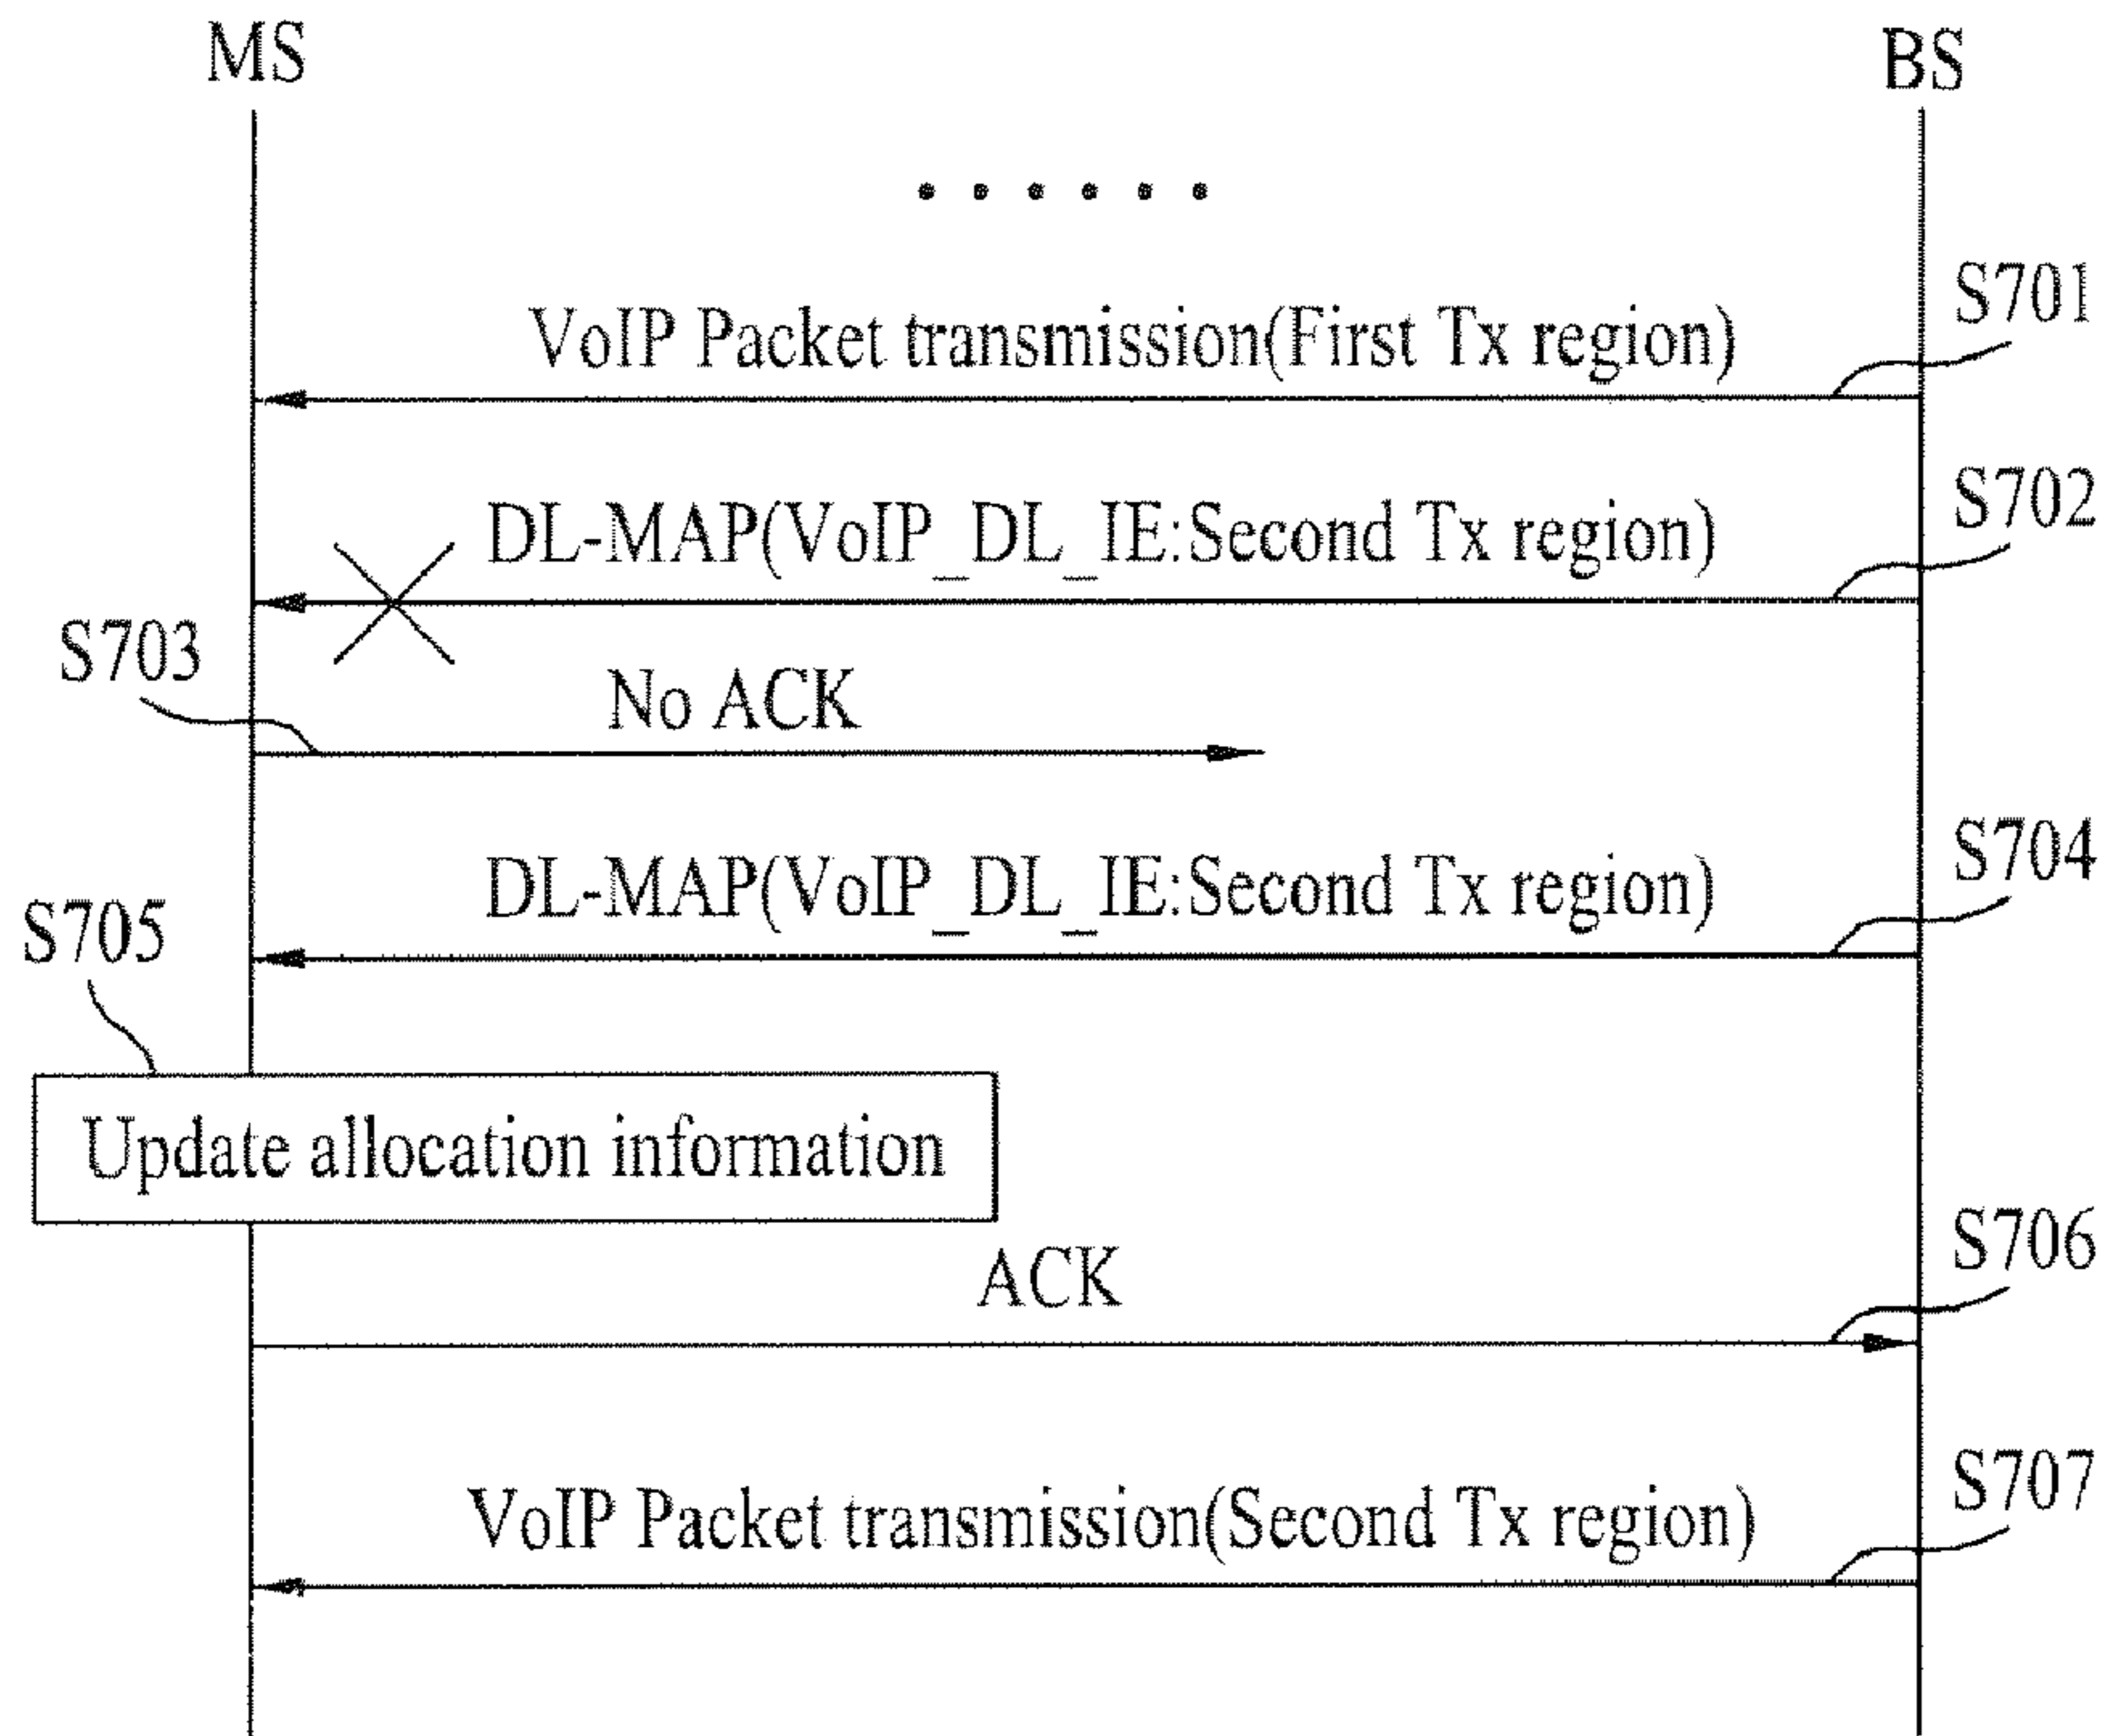 MS
BS
S701
VoIP Packet transmission(First Tx region)
S702
DL-MAP(VoIP_DL_IE:Second Tx region)
S703
No ACK
S704
DL-MAP(VoIP_DL_IE:Second Tx region)
S705
Update allocation information
S706
ACK
S707
VoIP Packet transmission(Second Tx region)